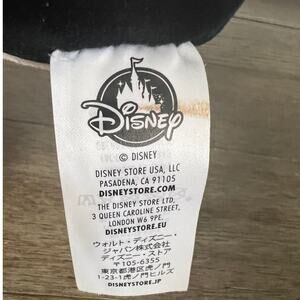 Disney
© DISNEY
DISNEY STORE USA, LLC
PASADENA, CA 91105
DISNEYSTORE.COM
THE DISNEY STORE LTD,
3 QUEEN CAROLINE STREET,
LONDON W6 9PE.
DISNEYSTORE.EU
ウォルト・ディズニー・
ジャパン株式会社
ディズニー・ストア
〒105-6355
東京都港区虎ノ門
1-23-1虎ノ門ヒルズ
DISNEYSTORE.JP